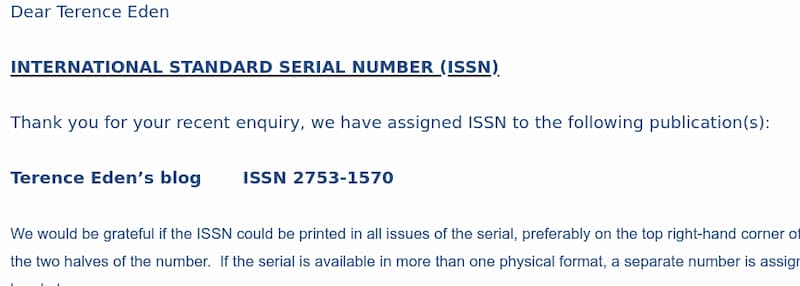 Dear Terence Eden
INTERNATIONAL STANDARD SERIAL NUMBER (ISSN)
Thank you for your recent enquiry, we have assigned ISSN to the following publication(s):
Terence Eden’s blog ISSN 2753-1570
We would be grateful if the ISSN could be printed in all issues of the serial, preferably on the top right-hand corner of
the two halves of the number. If the serial is available in more than one physical format, a separate number is